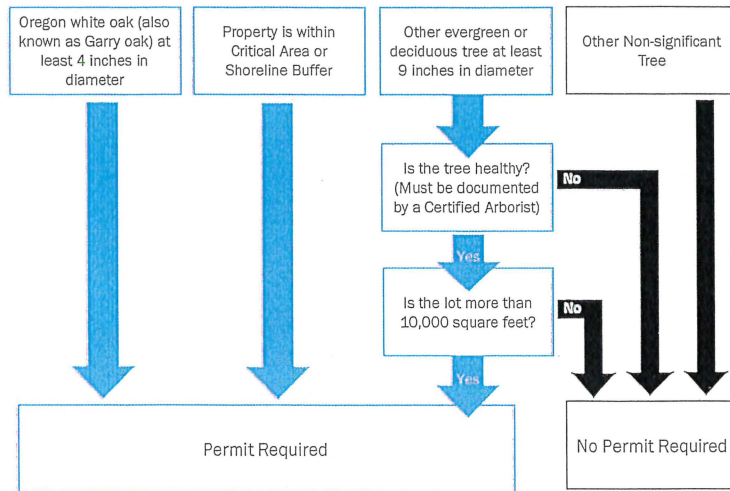 Oregon white oak (also
known as Garry oak) at
least 4 inches in
diameter
Property is within
Critical Area or
Shoreline Buffer
Other evergreen or
deciduous tree at least
9 inches in diameter
Other Non-significant
Tree
Is the tree healthy?
(Must be documented
by a Certified Arborist)
No
Yes
Is the lot more than
10,000 square feet?
No
Yes
Permit Required
No Permit Required